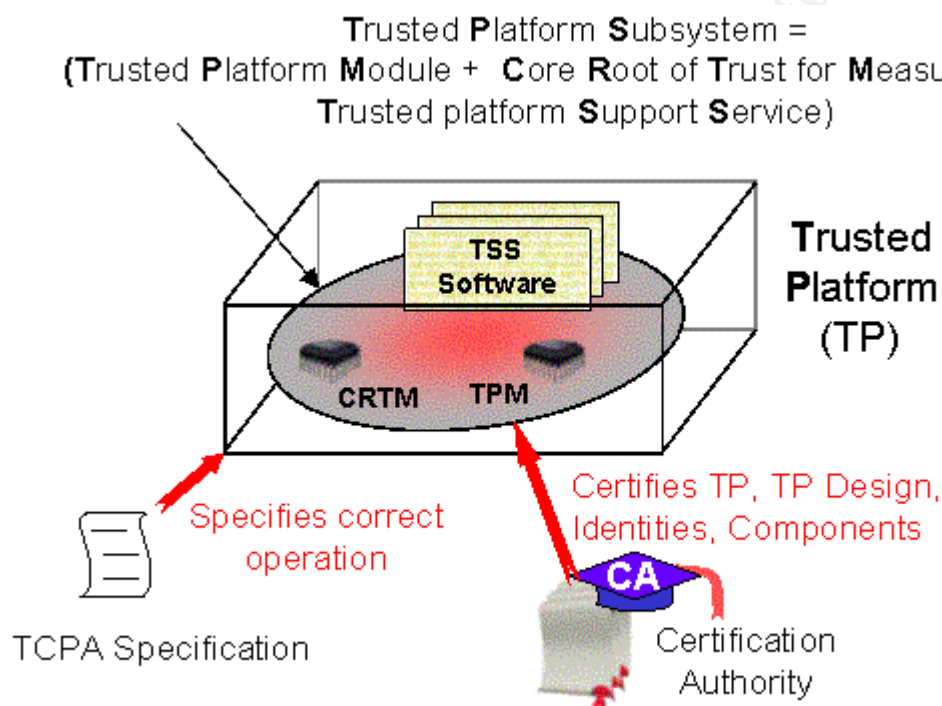 Trusted Platform Subsystem =
(Trusted Platform Module + Core Root of Trust for Measu
Trusted platform Support Service)
TSS
Software
Trusted
Platform
(TP)
CRTM
TPM
Specifies correct
operation
Certifies TP, TP Design,
Identities, Components
CA
TCPA Specification
Certification
Authority